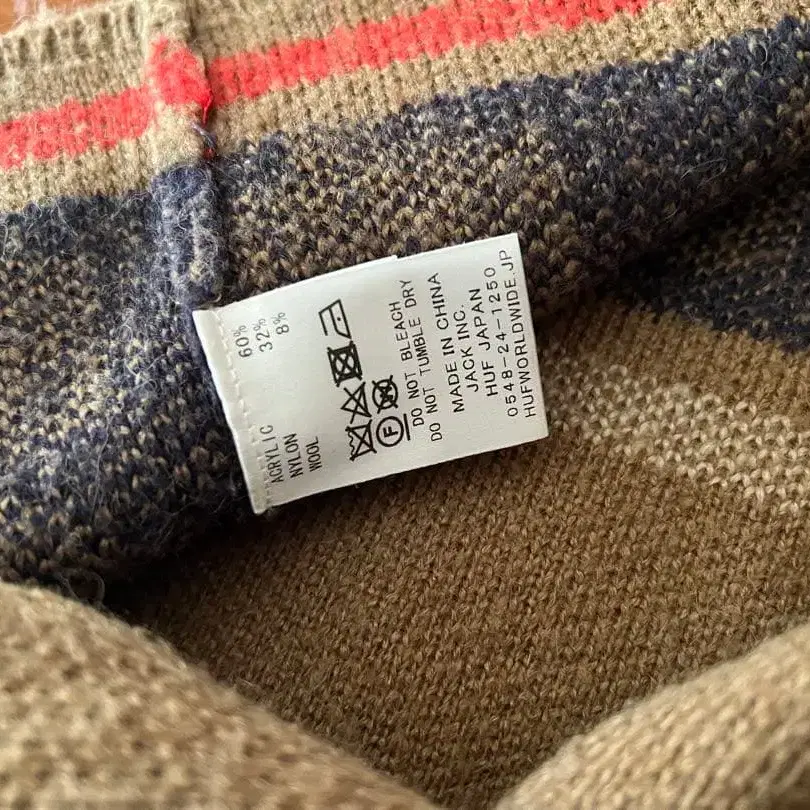 ACRYLIC 60%
NYLON 32%
WOOL 8%
F
DO NOT BLEACH
DO NOT TUMBLE DRY
MADE IN CHINA
JACK INC.
HUF JAPAN
0548-24-1250
HUFWORLDWIDE.JP